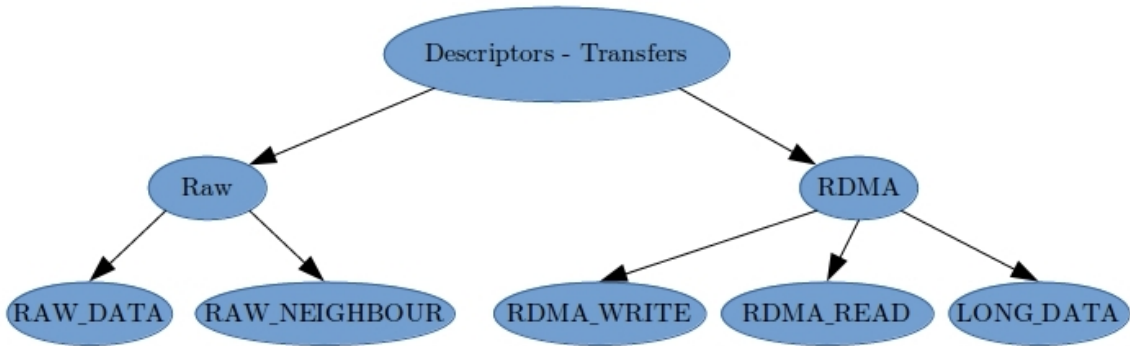 Descriptors - Transfers
Raw
RDMA
RAW_DATA
RAW_NEIGHBOUR
RDMA_WRITE
RDMA_READ
LONG_DATA